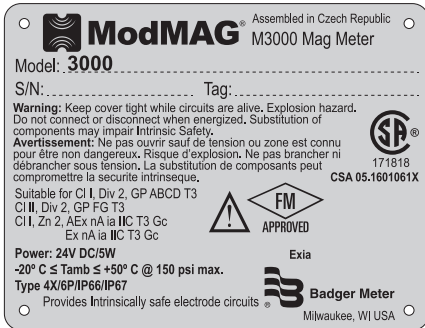 ModMAG®
Assembled in Czech Republic
M3000 Mag Meter
Model: 3000
S/N: Tag:
Warning: Keep cover tight while circuits are alive. Explosion hazard.
Do not connect or disconnect when energized. Substitution of
components may impair Intrinsic Safety.
Avertissement: Ne pas ouvrir sauf de tension ou zone est connu
pour être non dangereux. Risque d'explosion. Ne pas brancher ni
débrancher sous tension. La substitution de composants peut
compromettre la securite intrinseque.
SA
®
171818
CSA 05.1601061X
Suitable for Cl I, Div 2, GP ABCD T3
Cl II, Div 2, GP FG T3
Cl I, Zn 2, AEx nA ia IIC T3 Gc
Ex nA ia IIC T3 Gc
FM
APPROVED
Power: 24V DC/5W
-20º C ≤ Tamb ≤ +50º C @ 150 psi max.
Type 4X/6P/IP66/IP67
Provides Intrinsically safe electrode circuits
Exia
® Badger Meter
Milwaukee, WI USA